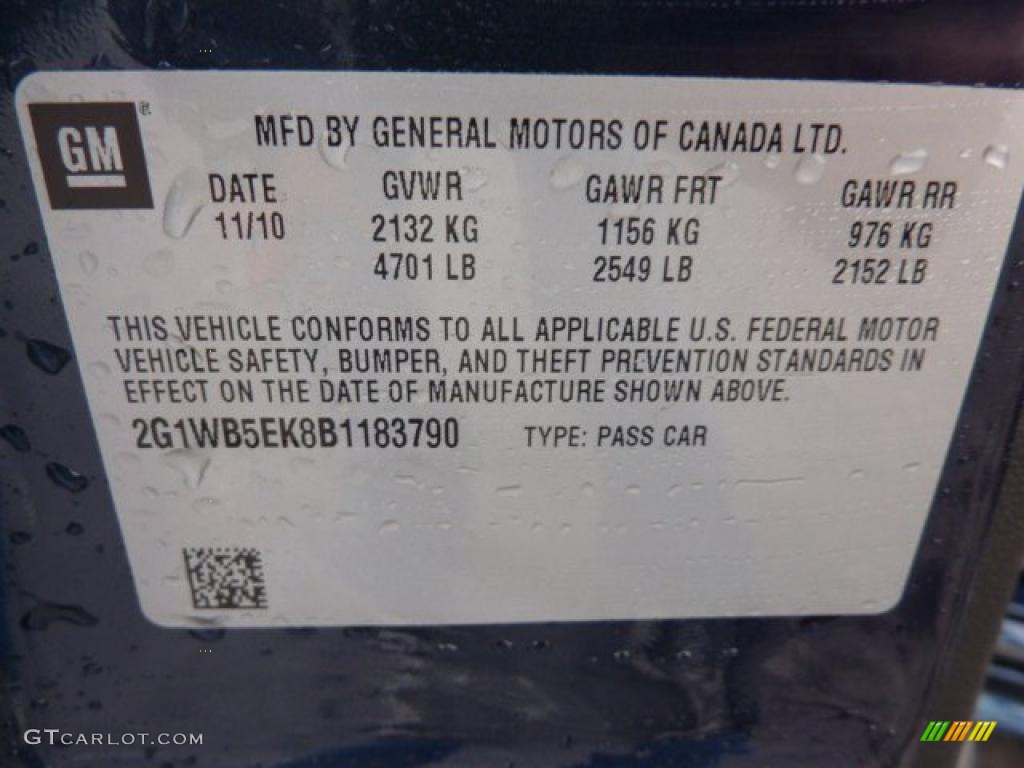 GM ®
MFD BY GENERAL MOTORS OF CANADA LTD.
DATE GVWR GAWR FRT GAWR RR
11/10 2132 KG 1156 KG 976 KG
4701 LB 2549 LB 2152 LB
THIS VEHICLE CONFORMS TO ALL APPLICABLE U.S. FEDERAL MOTOR
VEHICLE SAFETY, BUMPER, AND THEFT PREVENTION STANDARDS IN
EFFECT ON THE DATE OF MANUFACTURE SHOWN ABOVE.
2G1WB5EK8B1183790 TYPE: PASS CAR
GTCARLOT.COM